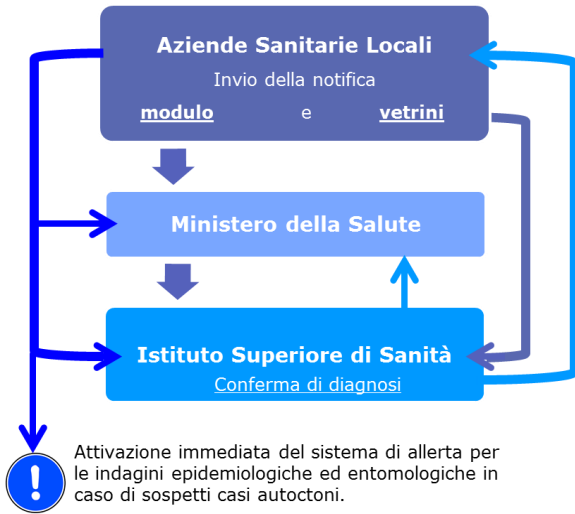 Aziende Sanitarie Locali
Invio della notifica
modulo e vetrini
Ministero della Salute
Istituto Superiore di Sanità
Conferma di diagnosi
Attivazione immediata del sistema di allerta per
le indagini epidemiologiche ed entomologiche in
caso di sospetti casi autoctoni.
!